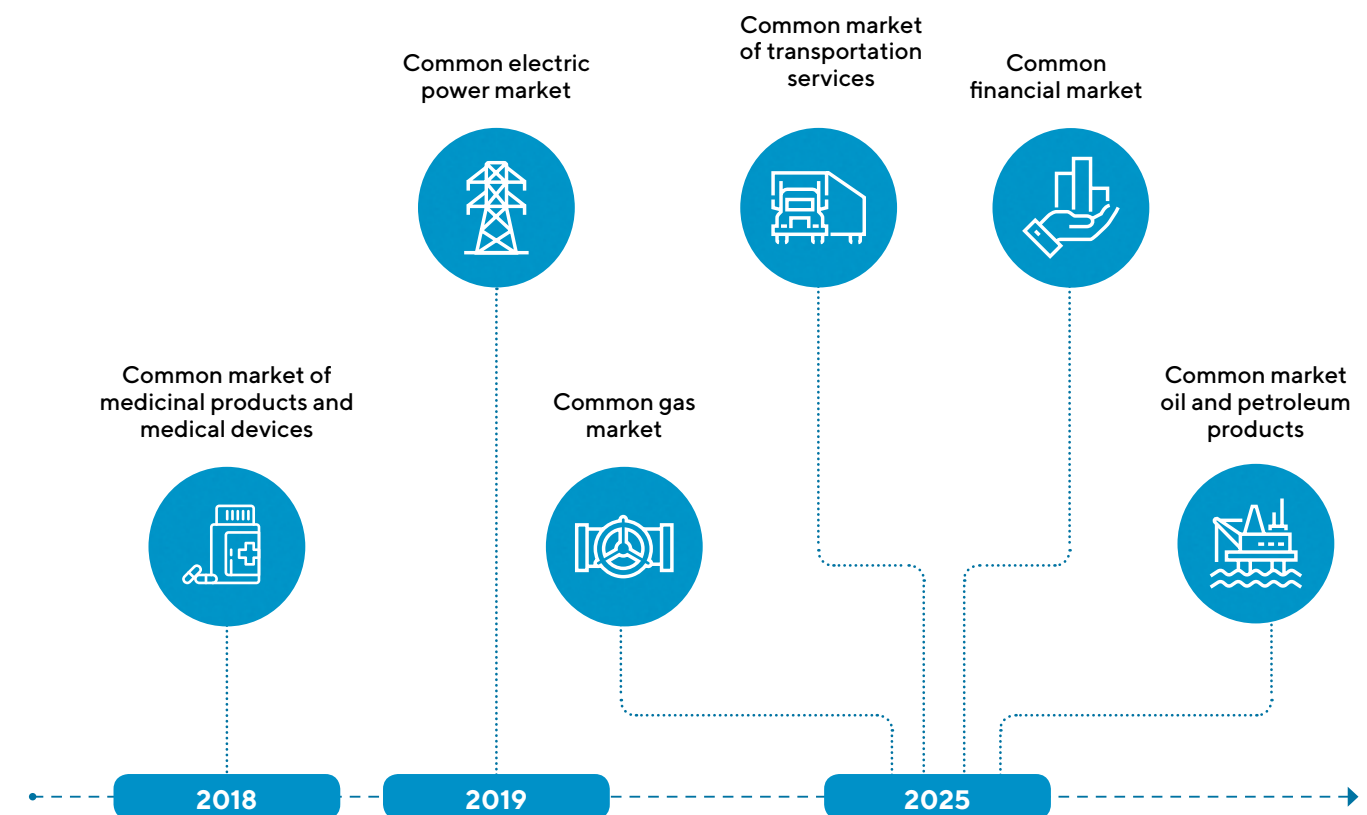 Common market
of transportation
services
Common electric
power market
Common
financial market
Common market of
medicinal products and
medical devices
Common gas
market
Common market
oil and petroleum
products
2018
2019
2025